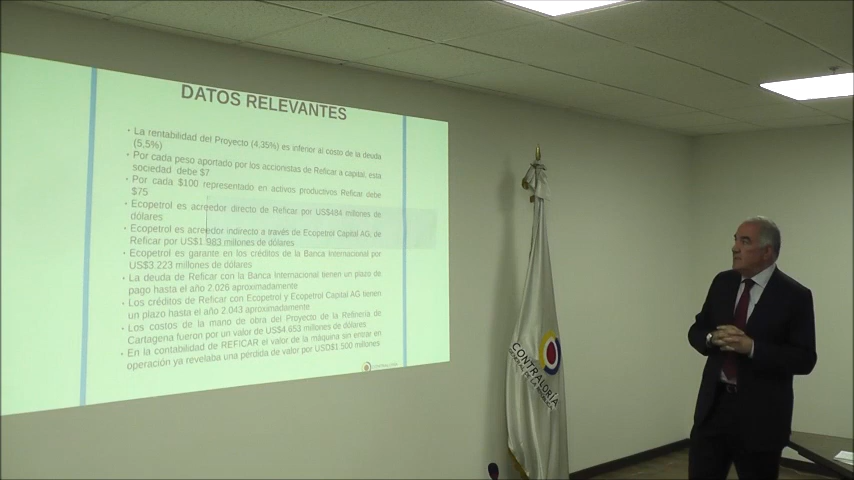 DATOS RELEVANTES
• La rentabilidad del Proyecto (4,35%) es inferior al costo de la deuda
(5,5%)
• Por cada peso aportado por los accionistas de Reficar a capital, esta
sociedad debe $7
• Por cada $100 representado en activos productivos Reficar debe
$75
• Ecopetrol es acreedor directo de Reficar por US$484 millones de
dólares
• Ecopetrol es acreedor indirecto a través de Ecopetrol Capital AG, de
Reficar por US$1.983 millones de dólares
• Ecopetrol es garante en los créditos de la Banca Internacional por
US$3.223 millones de dólares
• La deuda de Reficar con la Banca Internacional tienen un plazo de
pago hasta el año 2.026 aproximadamente
• Los créditos de Reficar con Ecopetrol y Ecopetrol Capital AG tienen
un plazo hasta el año 2.043 aproximadamente
• Los costos de la mano de obra del Proyecto de la Refinería de
Cartagena fueron por un valor de US$4.653 millones de dólares
• En la contabilidad de REFICAR el valor de la máquina sin entrar en
operación ya revelaba una pérdida de valor por USD$1.500 millones
CONTRALORÍA
GENERAL DE LA REPÚBLICA